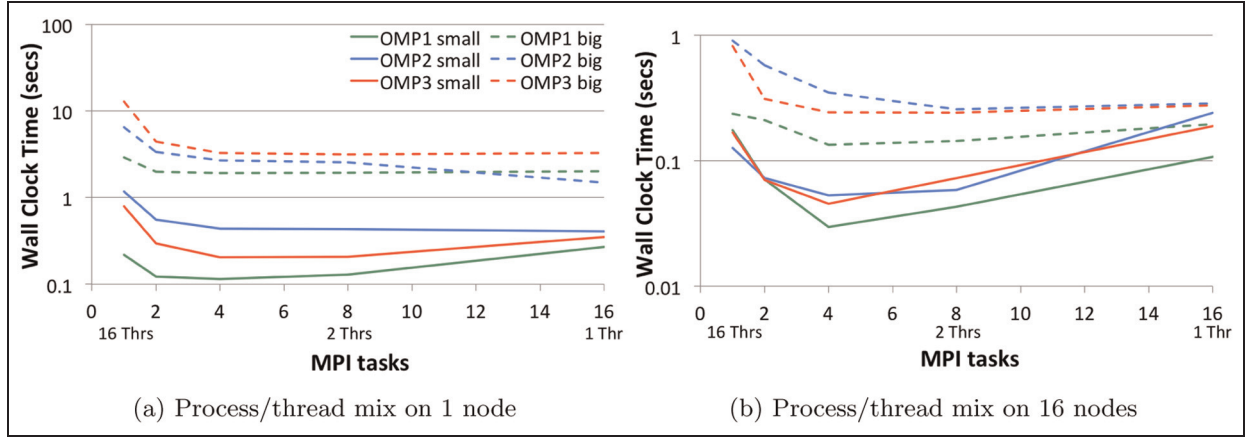 100
10
1
0.1
Wall Clock Time (secs)
OMP1 small
OMP1 big
OMP2 small
OMP2 big
OMP3 small
OMP3 big
0 2 4 6 8 10 12 14 16
16 Thrs 2 Thrs 1 Thr
MPI tasks
(a) Process/thread mix on 1 node
1
0.1
0.01
Wall Clock Time (secs)
0 2 4 6 8 10 12 14 16
16 Thrs 2 Thrs 1 Thr
MPI tasks
(b) Process/thread mix on 16 nodes